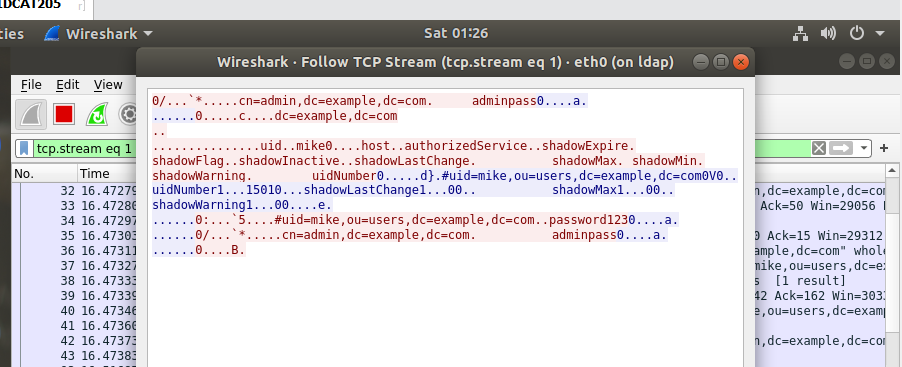 IDCAT205
ties Wireshark Sat 01:26
Wireshark · Follow TCP Stream (tcp.stream eq 1) · eth0 (on ldap)
File Edit View
0/...`*.....cn=admin,dc=example,dc=com. adminpass0....a.
......0.....c....dc=example,dc=com
..
...............uid..mike0....host..authorizedService..shadowExpire.
shadowFlag..shadowInactive..shadowLastChange. shadowMax. shadowMin.
shadowWarning. uidNumber0.....d}.#uid=mike,ou=users,dc=example,dc=com0V0..
uidNumber1...15010...shadowLastChange1...00.. shadowMax1...00..
shadowWarning1...00....e.
......0:...`5....#uid=mike,ou=users,dc=example,dc=com..password1230....a.
......0/...`*.....cn=admin,dc=example,dc=com. adminpass0....a.
......0....B.
tcp.stream eq 1
No. Time
32 16.47279 ,dc=example,dc=com
33 16.47280 Ack=50 Win=29056
34 16.47297 n,dc=example,dc=com
35 16.47303 0 Ack=15 Win=29312
36 16.47311 ample,dc=com" whol
37 16.47327 mike,ou=users,dc=e
38 16.47333 s [1 result]
39 16.47339 42 Ack=162 Win=3033
40 16.47346 e,ou=users,dc=examp
41 16.47360
42 16.47373 n,dc=example,dc=com
43 16.47383